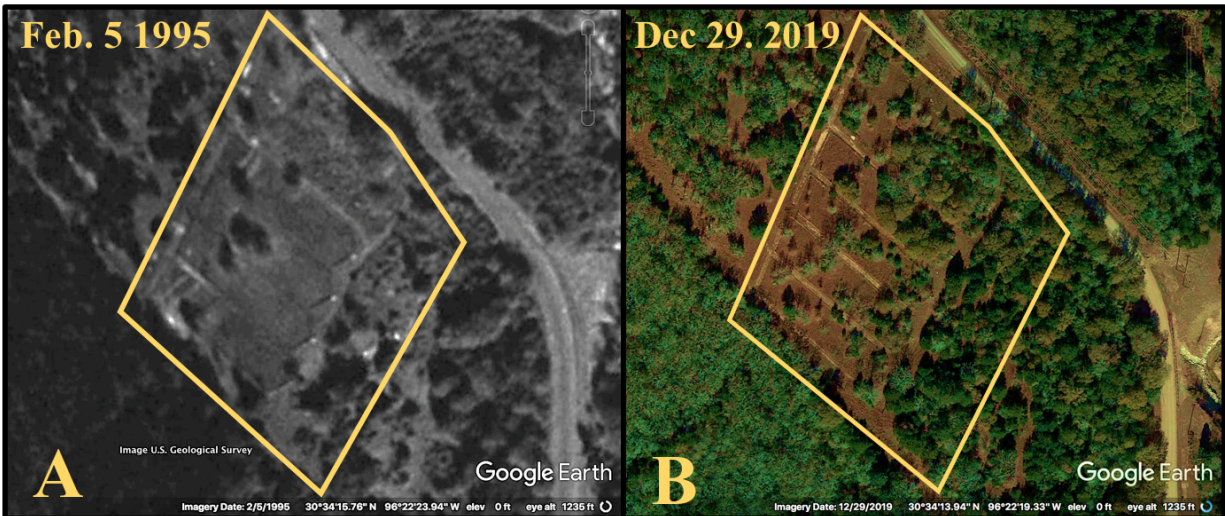 Feb. 5 1995
Image U.S. Geological Survey
A
Google Earth
Imagery Date: 2/5/1995 30°34'15.76" N 96°22'23.94" W elev 0 ft eye alt 1235 ft
Dec 29. 2019
B
Google Earth
Imagery Date: 12/29/2019 30°34'13.94" N 96°22'19.33" W elev 0 ft eye alt 1235 ft